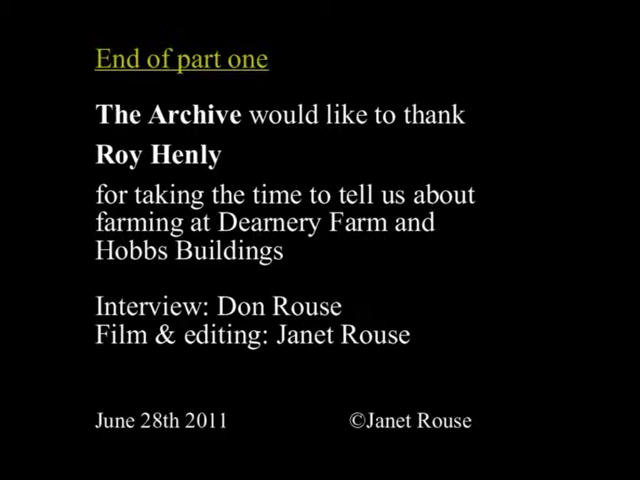 End of part one
The Archive would like to thank
Roy Henly
for taking the time to tell us about
farming at Dearnery Farm and
Hobbs Buildings
Interview: Don Rouse
Film & editing: Janet Rouse
June 28th 2011 ©Janet Rouse